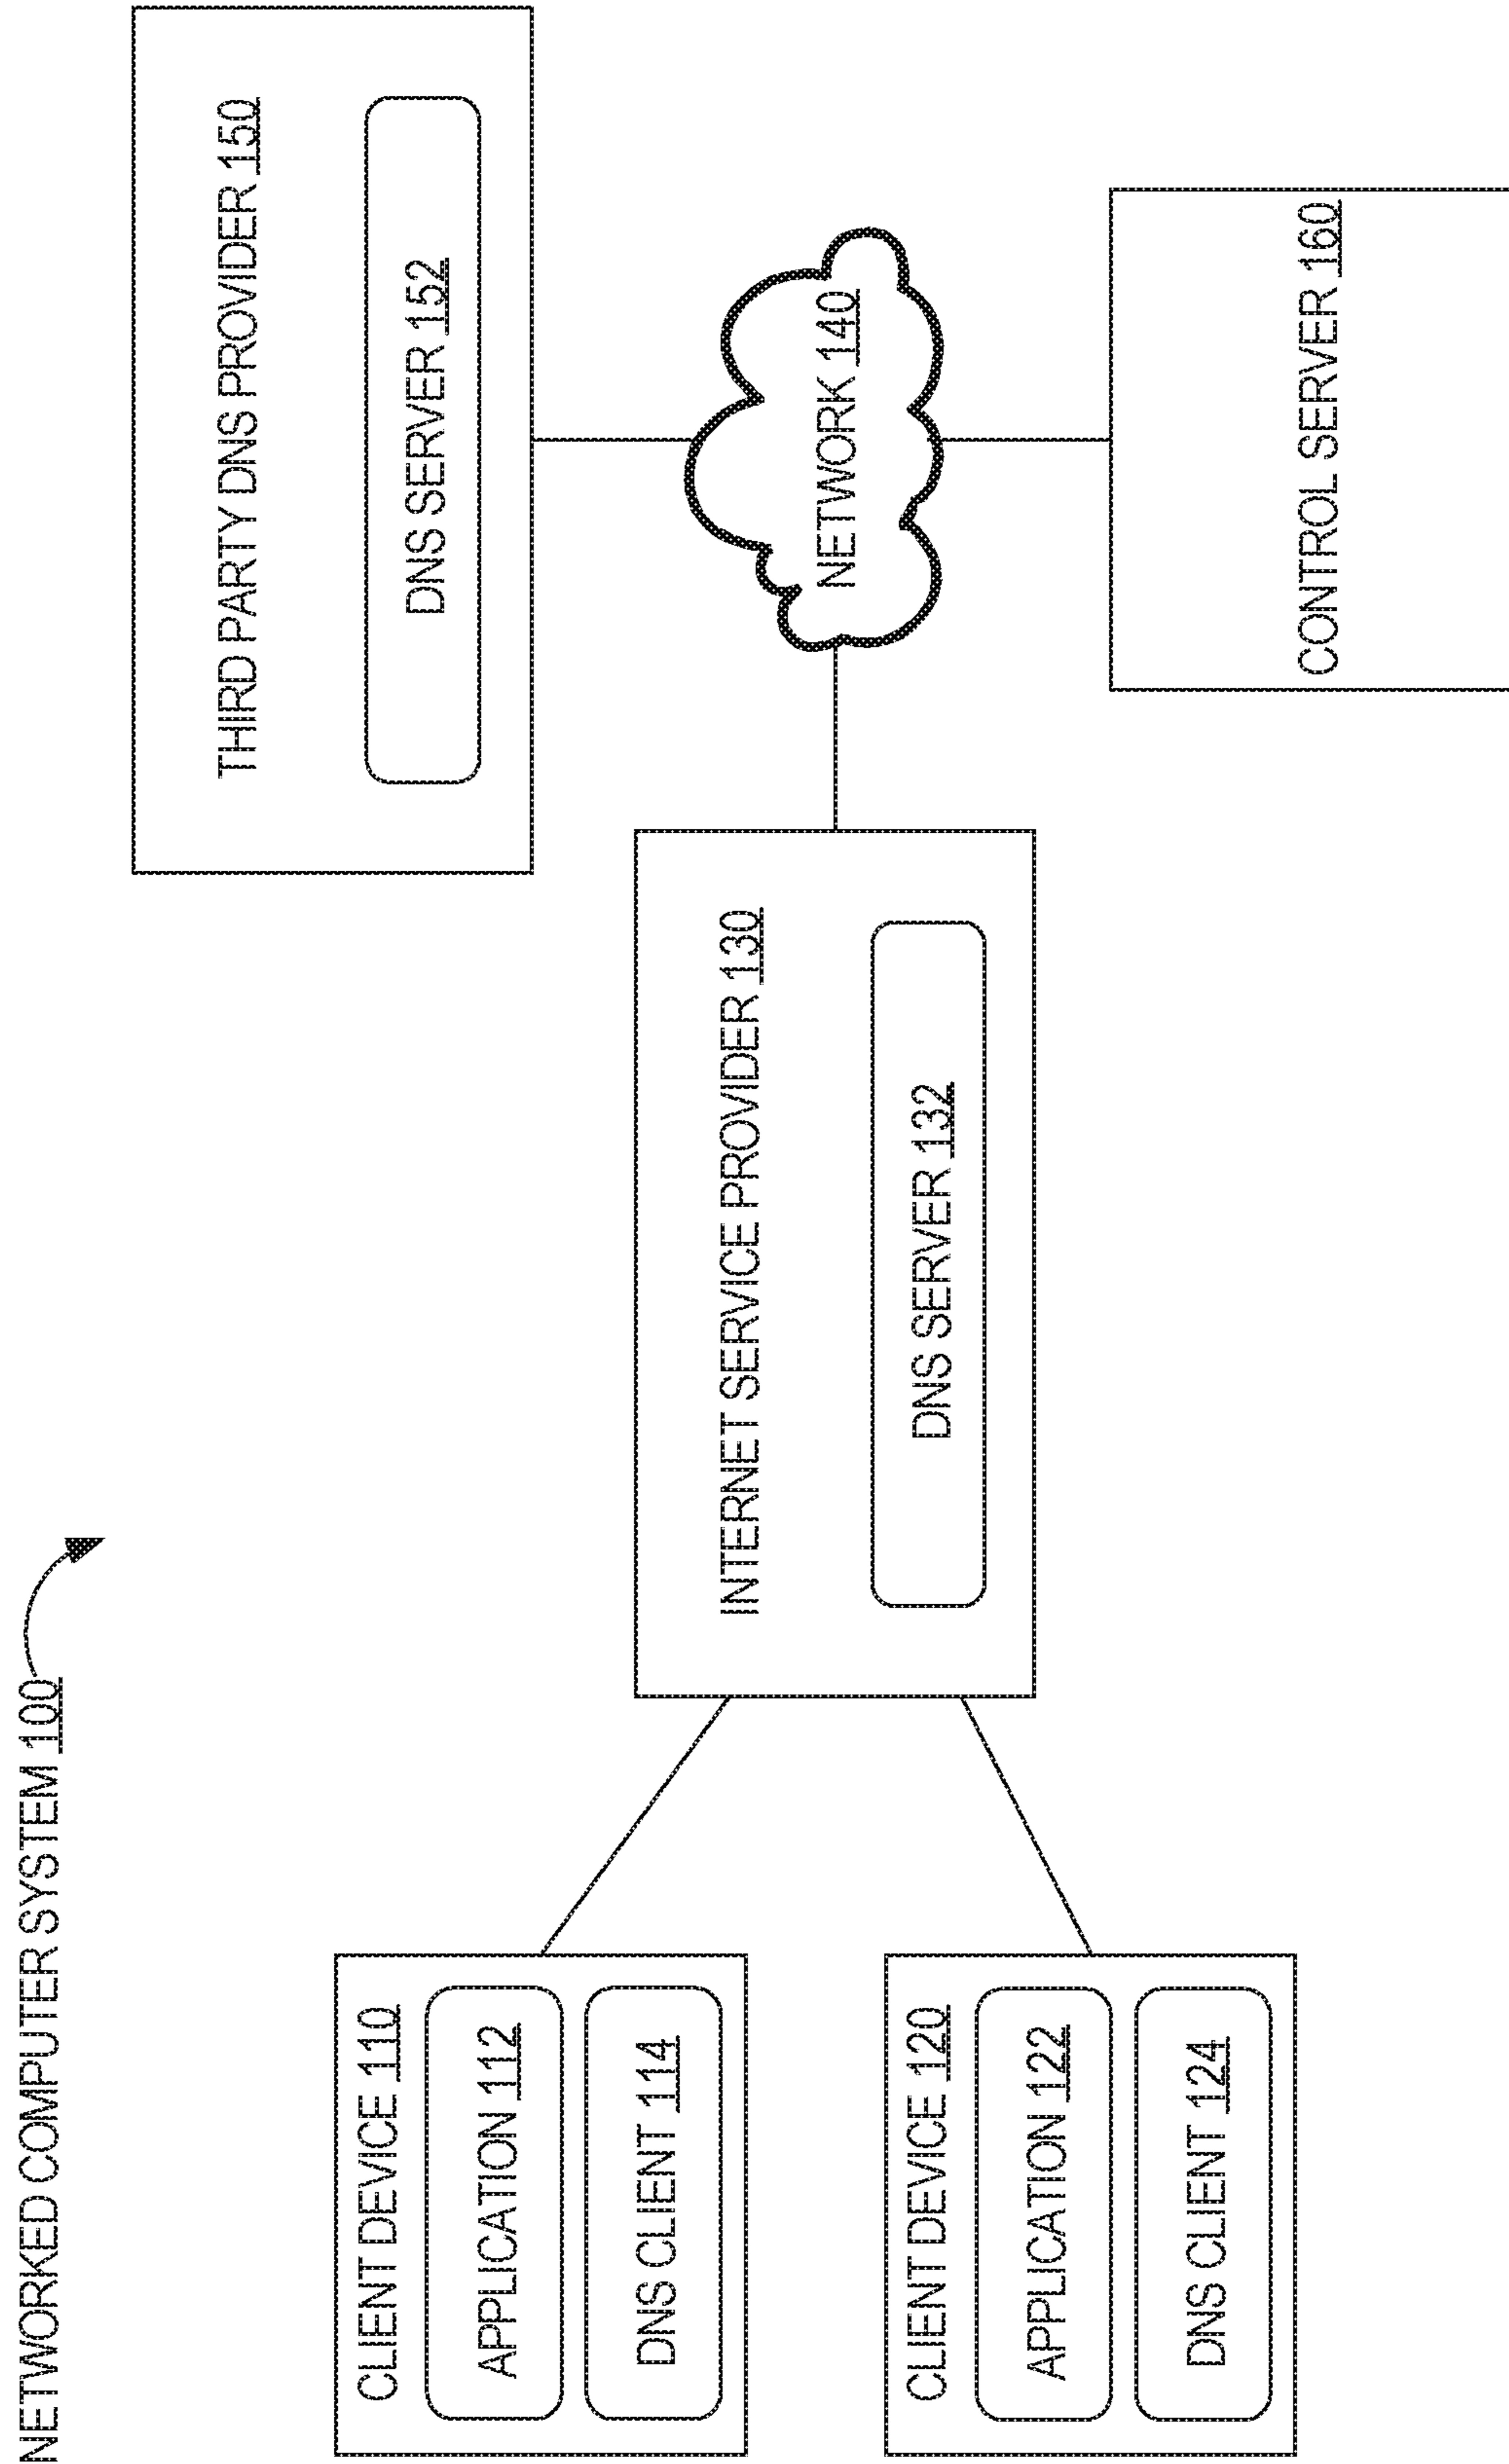 NETWORKED COMPUTER SYSTEM 100
THIRD PARTY DNS PROVIDER 150
DNS SERVER 152
CLIENT DEVICE 110
APPLICATION 112
DNS CLIENT 114
INTERNET SERVICE PROVIDER 130
DNS SERVER 132
NETWORK 140
CLIENT DEVICE 120
APPLICATION 122
DNS CLIENT 124
CONTROL SERVER 160